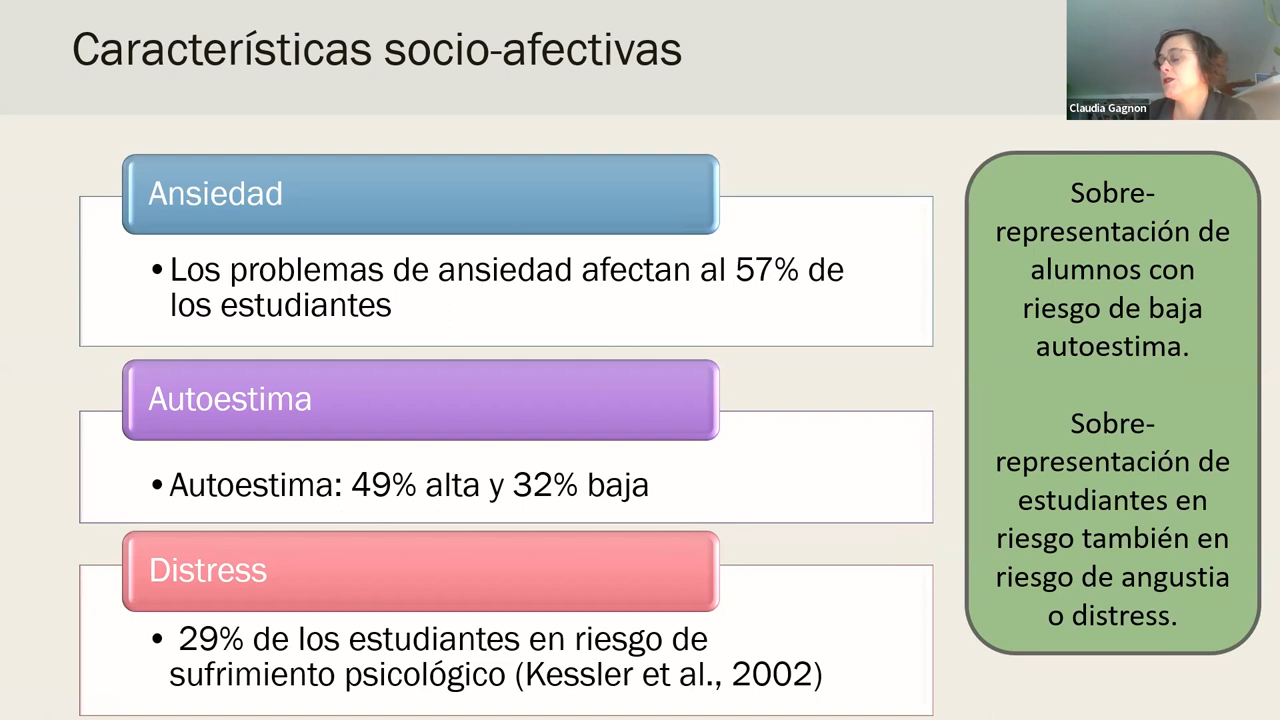 Características socio-afectivas
Claudia Gagnon
Ansiedad
•Los problemas de ansiedad afectan al 57% de
los estudiantes
Autoestima
•Autoestima: 49% alta y 32% baja
Distress
• 29% de los estudiantes en riesgo de
sufrimiento psicológico (Kessler et al., 2002)
Sobre-
representación de
alumnos con
riesgo de baja
autoestima.
Sobre-
representación de
estudiantes en
riesgo también en
riesgo de angustia
o distress.